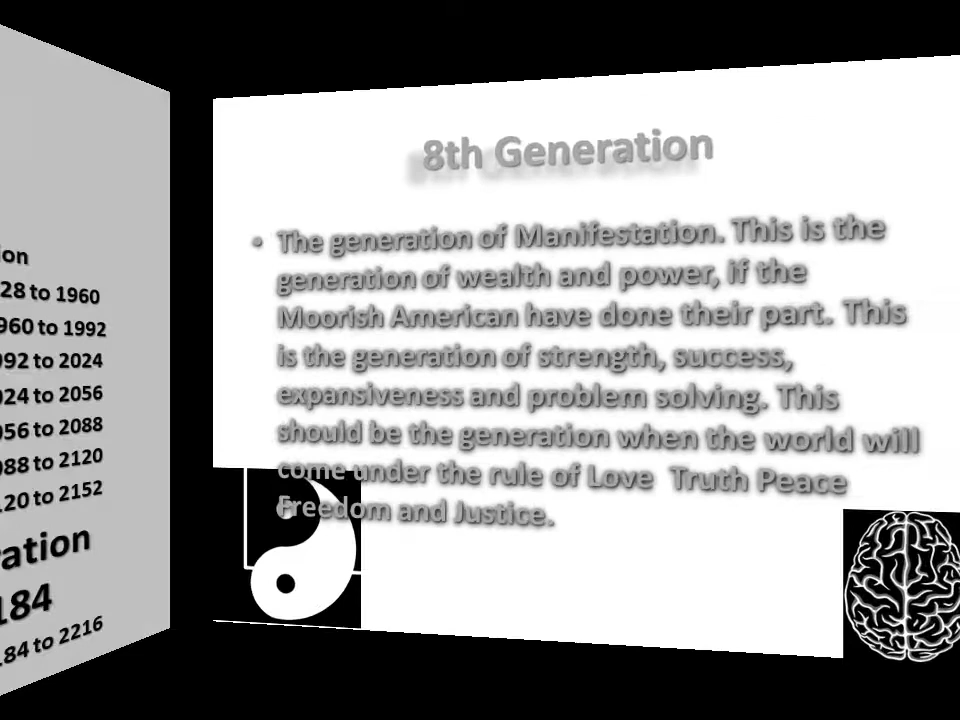 ion
28 to 1960
960 to 1992
992 to 2024
024 to 2056
056 to 2088
088 to 2120
120 to 2152
ration
184
184 to 2216
8th Generation
• The generation of Manifestation. This is the
generation of wealth and power, if the
Moorish American have done their part. This
is the generation of strength, success,
expansiveness and problem solving. This
should be the generation when the world will
come under the rule of Love Truth Peace
Freedom and Justice.